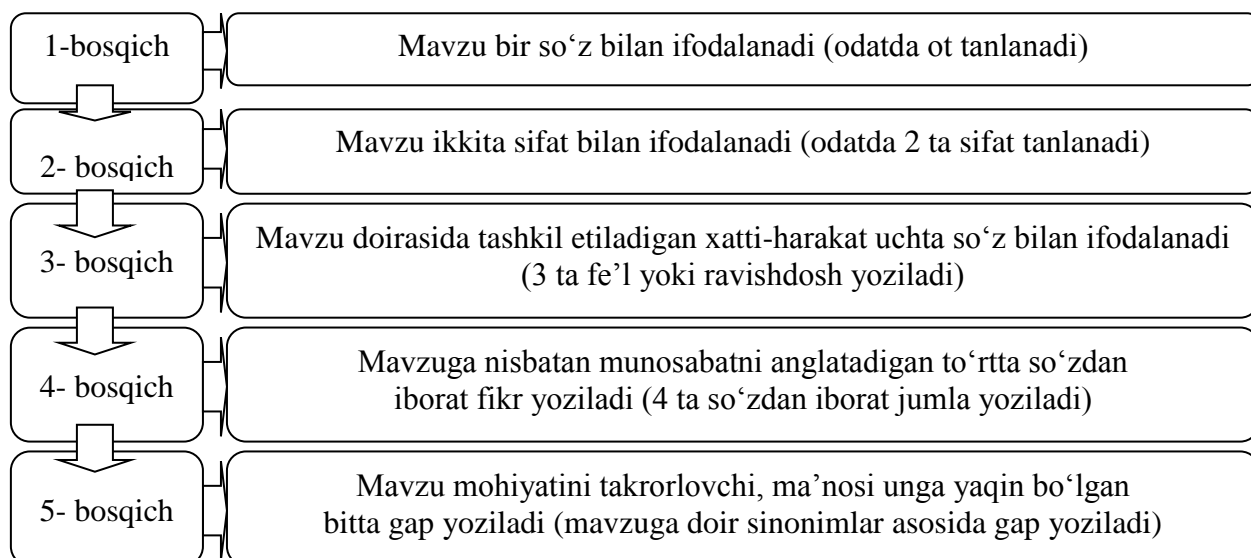 1-bosqich
Mavzu bir so‘z bilan ifodalanadi (odatda ot tanlanadi)
2- bosqich
Mavzu ikkita sifat bilan ifodalanadi (odatda 2 ta sifat tanlanadi)
3- bosqich
Mavzu doirasida tashkil etiladigan xatti-harakat uchta so‘z bilan ifodalanadi
(3 ta fe’l yoki ravishdosh yoziladi)
4- bosqich
Mavzuga nisbatan munosabatni anglatadigan to‘rtta so‘zdan
iborat fikr yoziladi (4 ta so‘zdan iborat jumla yoziladi)
5- bosqich
Mavzu mohiyatini takrorlovchi, ma’nosi unga yaqin bo‘lgan
bitta gap yoziladi (mavzuga doir sinonimlar asosida gap yoziladi)